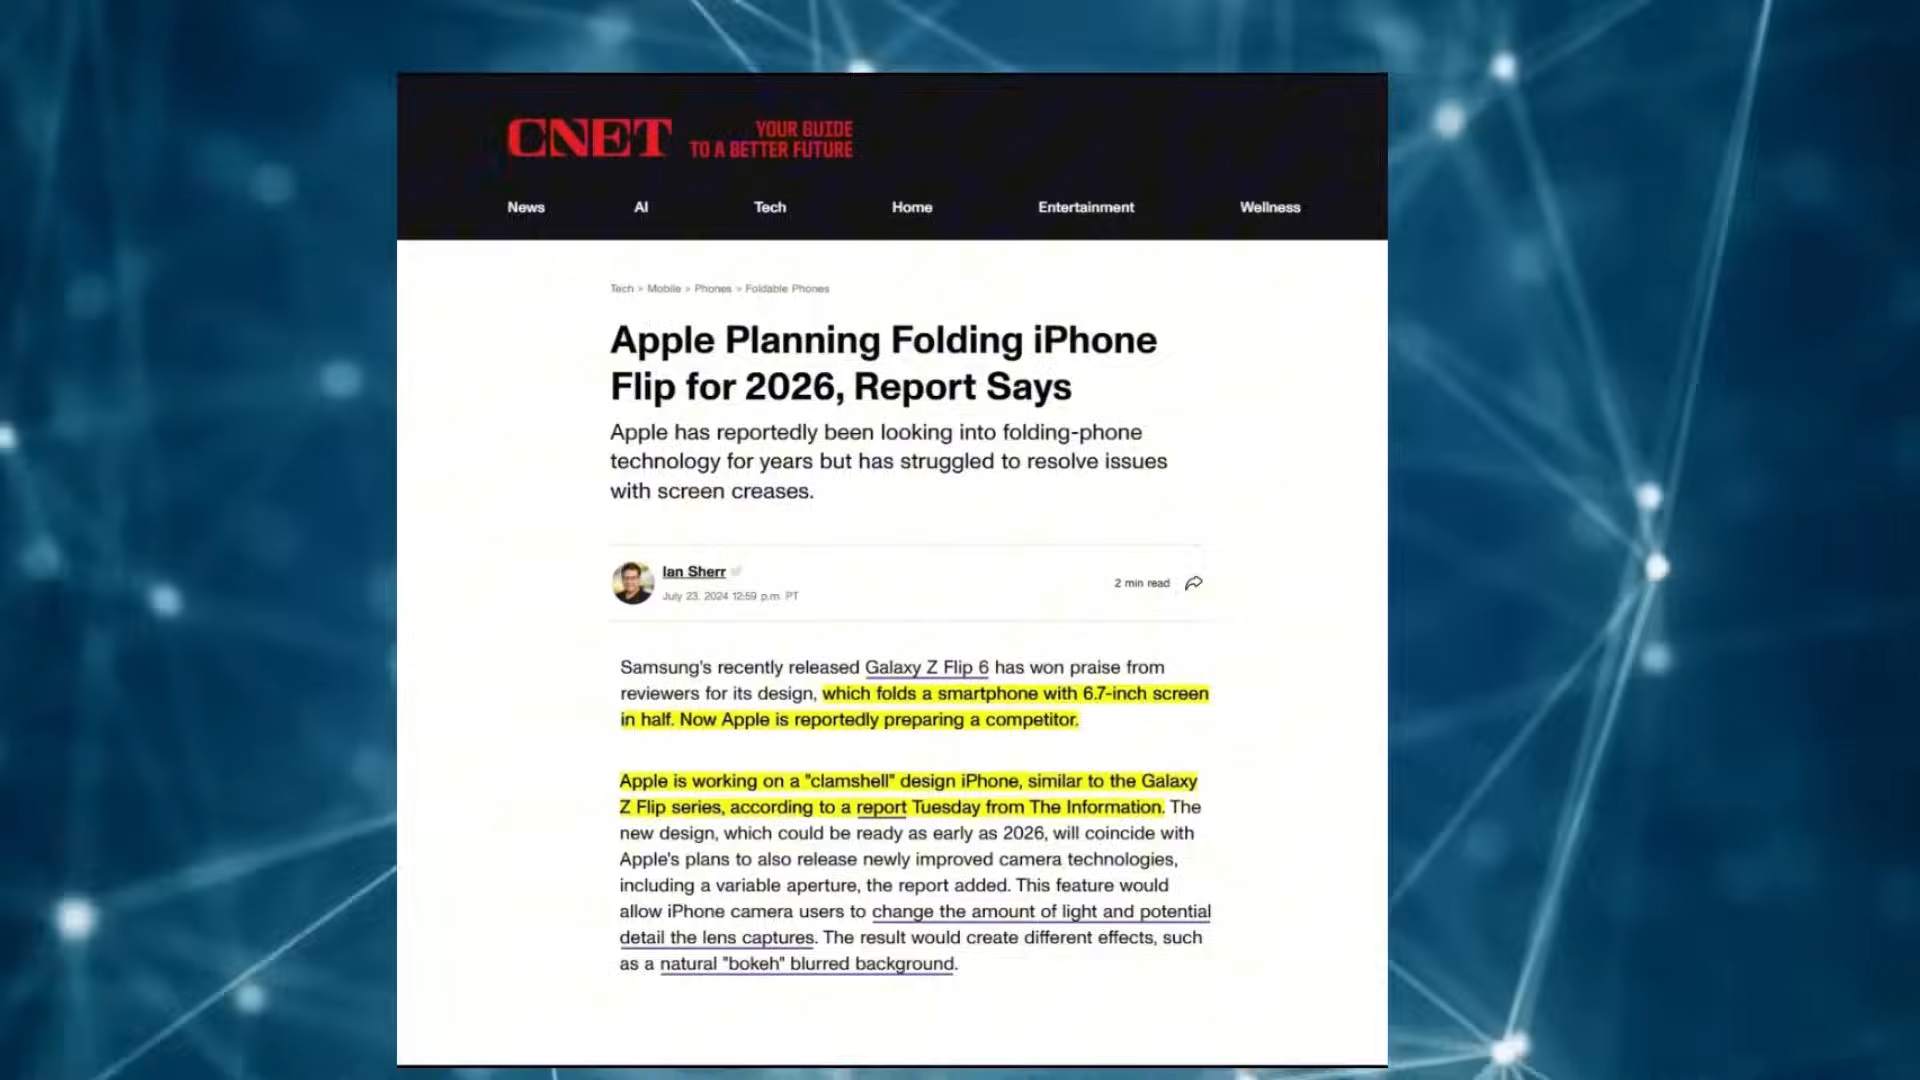 CNET
YOUR GUIDE
TO A BETTER FUTURE
News AI Tech Home Entertainment Wellness
Tech > Mobile > Phones > Foldable Phones
Apple Planning Folding iPhone
Flip for 2026, Report Says
Apple has reportedly been looking into folding-phone
technology for years but has struggled to resolve issues
with screen creases.
Ian Sherr
July 23, 2024 12:59 p.m. PT
2 min read
Samsung's recently released Galaxy Z Flip 6 has won praise from
reviewers for its design, which folds a smartphone with 6.7-inch screen
in half. Now Apple is reportedly preparing a competitor.
Apple is working on a "clamshell" design iPhone, similar to the Galaxy
Z Flip series, according to a report Tuesday from The Information. The
new design, which could be ready as early as 2026, will coincide with
Apple's plans to also release newly improved camera technologies,
including a variable aperture, the report added. This feature would
allow iPhone camera users to change the amount of light and potential
detail the lens captures. The result would create different effects, such
as a natural "bokeh" blurred background.